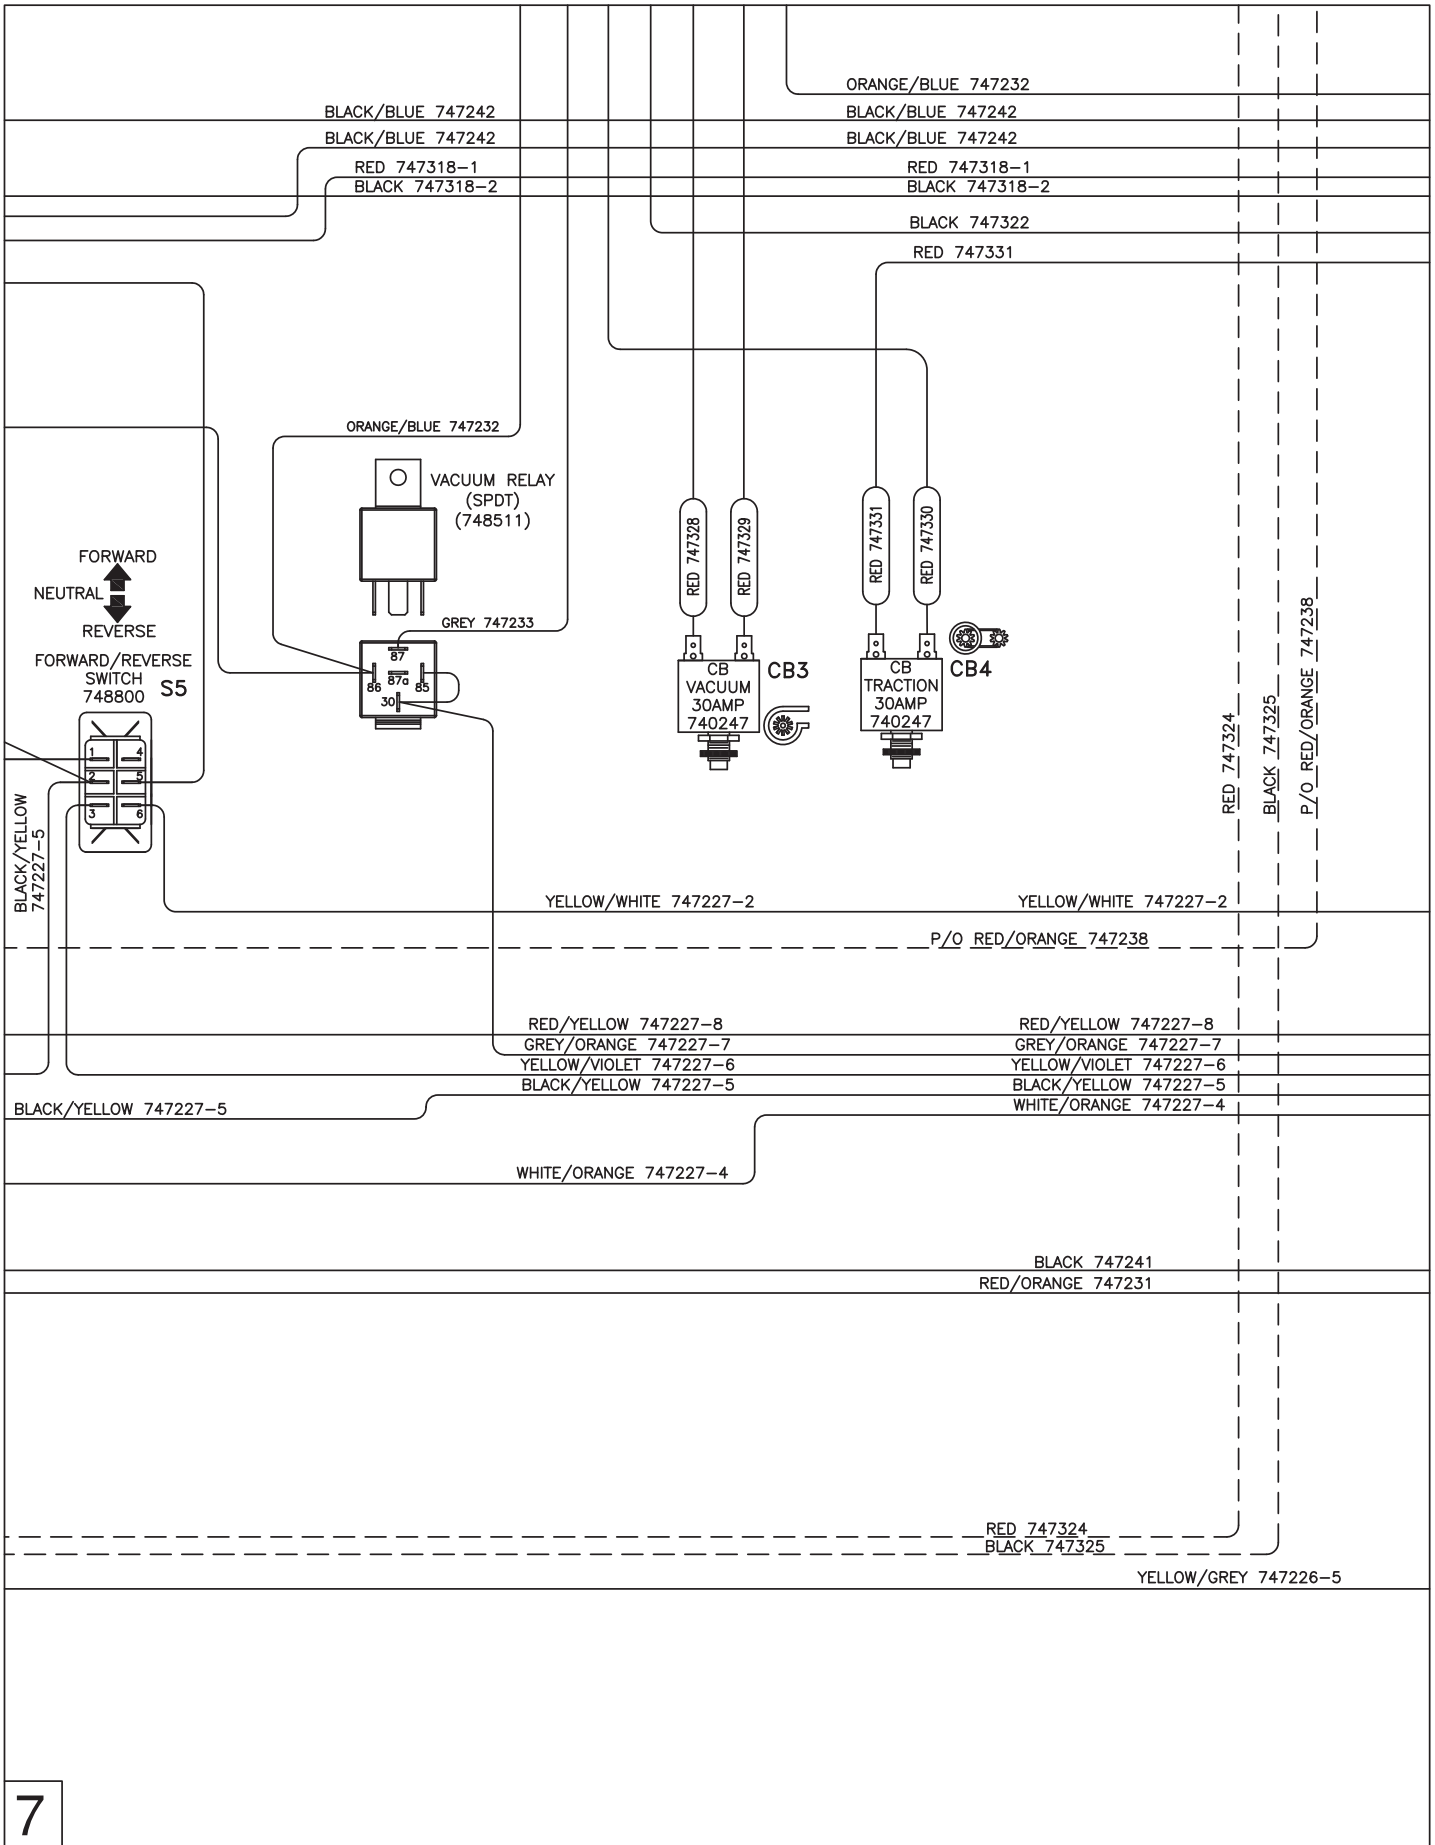 ORANGE/BLUE 747232
BLACK/BLUE 747242
BLACK/BLUE 747242
BLACK/BLUE 747242
BLACK/BLUE 747242
RED 747318-1
RED 747318-1
BLACK 747318-2
BLACK 747318-2
BLACK 747322
RED 747331
ORANGE/BLUE 747232
VACUUM RELAY
(SPDT)
(748511)
RED 747328
RED 747329
RED 747331
RED 747330
FORWARD
NEUTRAL
REVERSE
GREY 747233
FORWARD/REVERSE
SWITCH
748800
S5
87
86
87a
85
30
CB
VACUUM
30AMP
740247
CB3
CB
TRACTION
30AMP
740247
CB4
RED 747324
BLACK 747325
P/O RED/ORANGE 747238
1
4
2
5
3
6
BLACK/YELLOW
747227-5
YELLOW/WHITE 747227-2
YELLOW/WHITE 747227-2
P/O RED/ORANGE 747238
RED/YELLOW 747227-8
RED/YELLOW 747227-8
GREY/ORANGE 747227-7
GREY/ORANGE 747227-7
YELLOW/VIOLET 747227-6
YELLOW/VIOLET 747227-6
BLACK/YELLOW 747227-5
BLACK/YELLOW 747227-5
BLACK/YELLOW 747227-5
WHITE/ORANGE 747227-4
WHITE/ORANGE 747227-4
BLACK 747241
RED/ORANGE 747231
RED 747324
BLACK 747325
YELLOW/GREY 747226-5
7